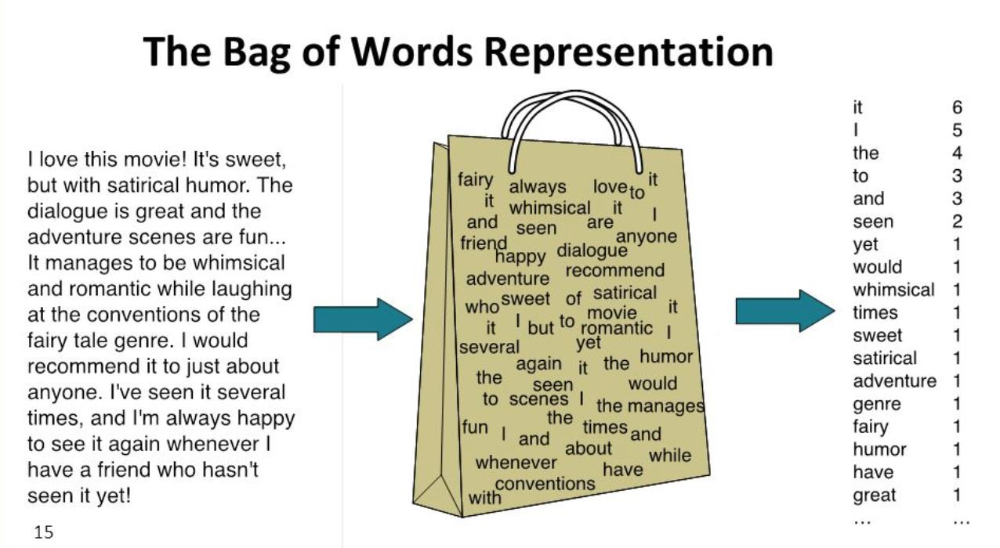 The Bag of Words Representation
I love this movie! It's sweet,
but with satirical humor. The
dialogue is great and the
adventure scenes are fun...
It manages to be whimsical
and romantic while laughing
at the conventions of the
fairy tale genre. I would
recommend it to just about
anyone. I've seen it several
times, and I'm always happy
to see it again whenever I
have a friend who hasn't
seen it yet!
15
fairy always love to it
it whimsical it I
and seen are anyone
friend happy dialogue
adventure recommend
who sweet of satirical
it I but to movie it
romantic I
several yet
again it the humor
the seen would
to scenes I the manages
fun I and the times and
about while
whenever have
conventions
with
it 6
I 5
the 4
to 3
and 3
seen 2
yet 1
would 1
whimsical 1
times 1
sweet 1
satirical 1
adventure 1
genre 1
fairy 1
humor 1
have 1
great 1
... ...